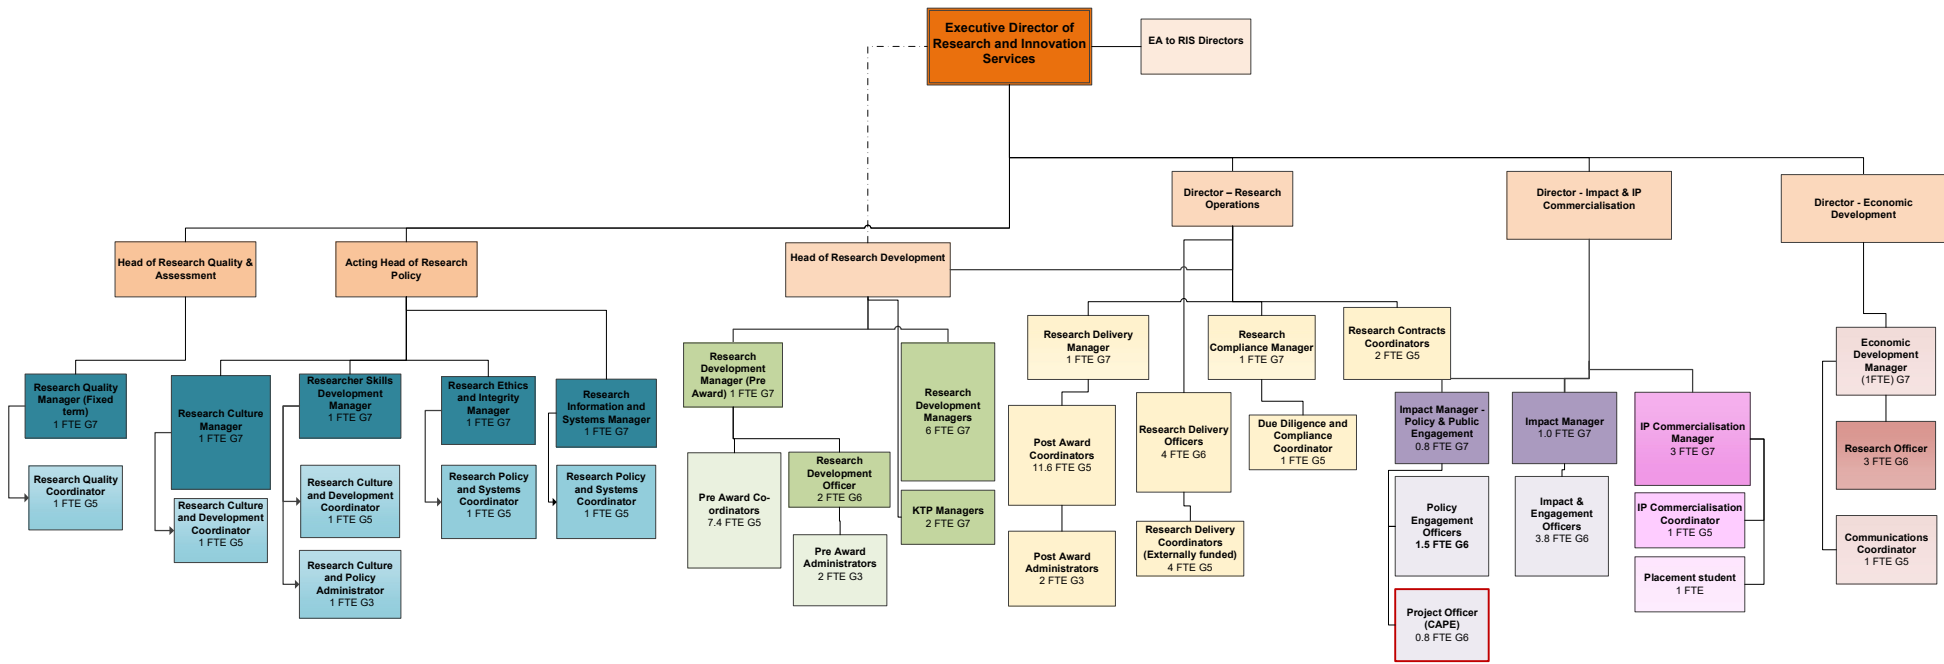 Executive Director of
Research and Innovation
Services
EA to RIS Directors
Director – Research
Operations
Director - Impact & IP
Commercialisation
Director - Economic
Development
Head of Research Quality &
Assessment
Acting Head of Research
Policy
Head of Research Development
Research Quality
Manager (Fixed
term)
1 FTE G7
Research Quality
Coordinator
1 FTE G5
Research Culture
Manager
1 FTE G7
Research Culture
and Development
Coordinator
1 FTE G5
Researcher Skills
Development
Manager
1 FTE G7
Research Culture
and Development
Coordinator
1 FTE G5
Research Culture
and Policy
Administrator
1 FTE G3
Research Ethics
and Integrity
Manager
1 FTE G7
Research Policy
and Systems
Coordinator
1 FTE G5
Research
Information and
Systems Manager
1 FTE G7
Research Policy
and Systems
Coordinator
1 FTE G5
Research
Development
Manager (Pre
Award) 1 FTE G7
Pre Award Co-
ordinators
7.4 FTE G5
Research
Development
Officer
2 FTE G6
Pre Award
Administrators
2 FTE G3
Research
Development
Managers
6 FTE G7
KTP Managers
2 FTE G7
Research Delivery
Manager
1 FTE G7
Post Award
Coordinators
11.6 FTE G5
Post Award
Administrators
2 FTE G3
Research Delivery
Officers
4 FTE G6
Research Delivery
Coordinators
(Externally funded)
4 FTE G5
Research
Compliance Manager
1 FTE G7
Due Diligence and
Compliance
Coordinator
1 FTE G5
Research Contracts
Coordinators
2 FTE G5
Impact Manager -
Policy & Public
Engagement
0.8 FTE G7
Policy
Engagement
Officers
1.5 FTE G6
Project Officer
(CAPE)
0.8 FTE G6
Impact Manager
1.0 FTE G7
Impact &
Engagement
Officers
3.8 FTE G6
IP Commercialisation
Manager
3 FTE G7
IP Commercialisation
Coordinator
1 FTE G5
Placement student
1 FTE
Economic
Development
Manager
(1FTE) G7
Research Officer
3 FTE G6
Communications
Coordinator
1 FTE G5